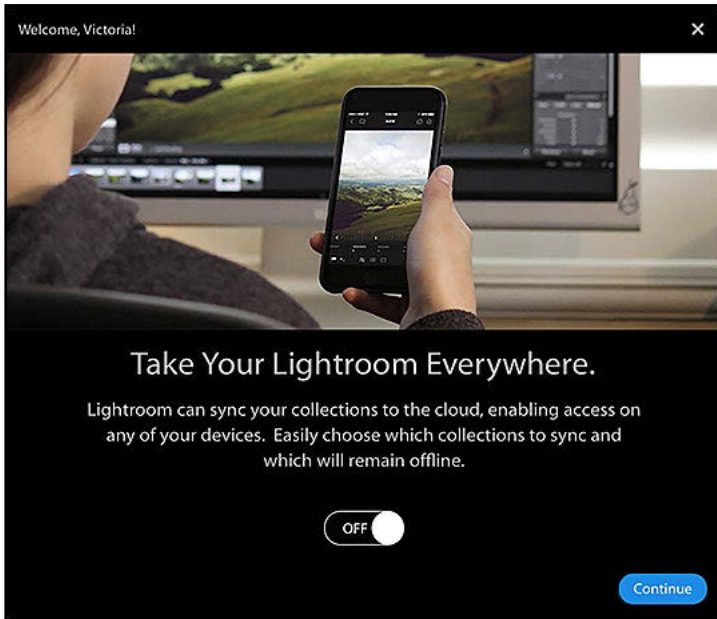 Welcome, Victoria!
Take Your Lightroom Everywhere.
Lightroom can sync your collections to the cloud, enabling access on
any of your devices. Easily choose which collections to sync and
which will remain offline.
OFF
Continue